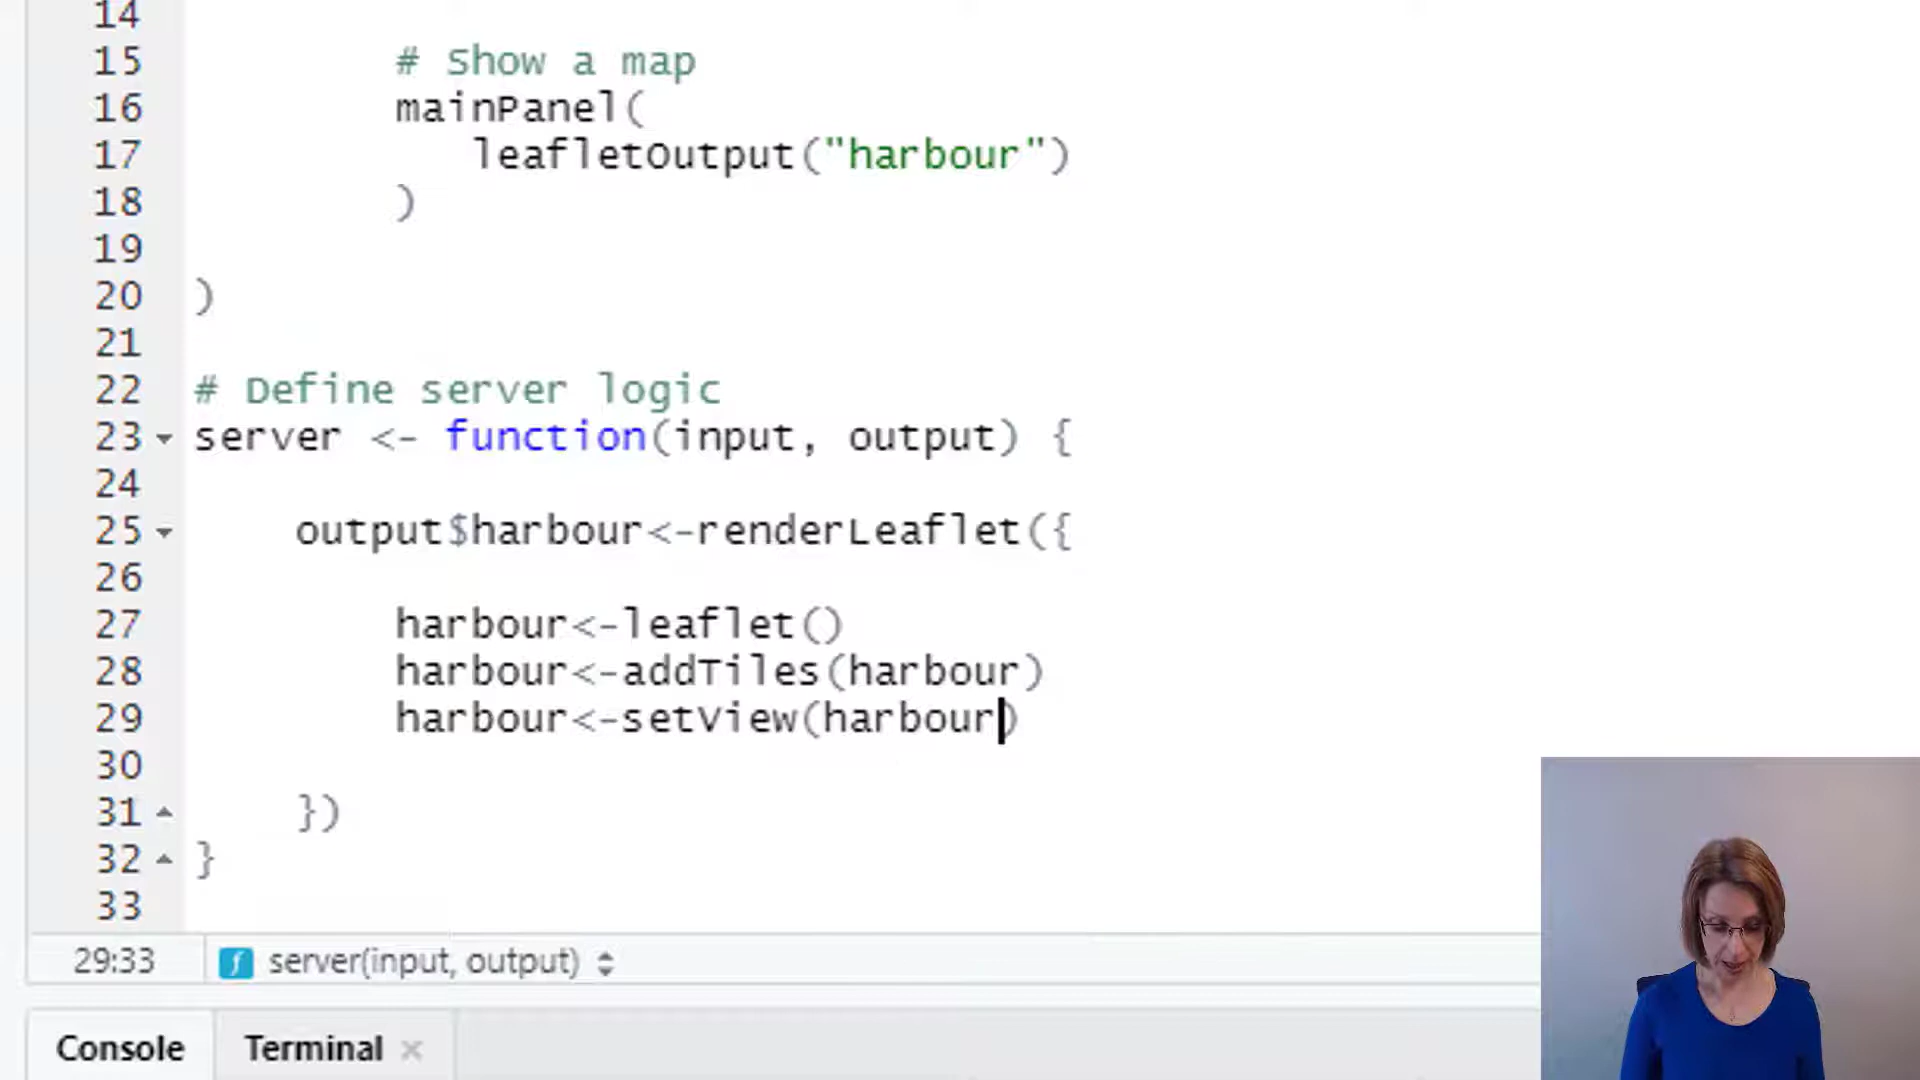 14
15 # Show a map
16 mainPanel(
17 leafletOutput("harbour")
18 )
19
20 )
21
22 # Define server logic
23 server <- function(input, output) {
24
25 output$harbour<-renderLeaflet({
26
27 harbour<-leaflet()
28 harbour<-addTiles(harbour)
29 harbour<-setView(harbour)
30
31 })
32 }
33
29:33 f server(input, output)
Console Terminal